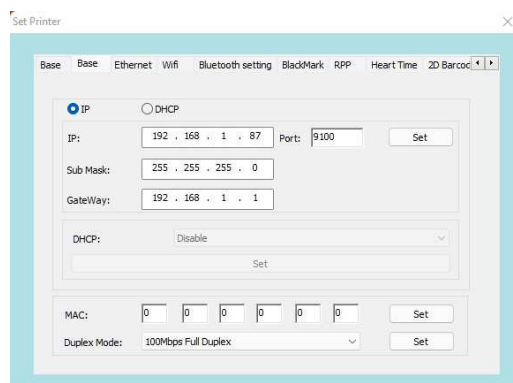 Set Printer
Base Base Ethernet Wifi Bluetooth setting BlackMark RPP Heart Time 2D Barcod
IP DHCP
IP: 192 . 168 . 1 . 87 Port: 9100 Set
Sub Mask: 255 . 255 . 255 . 0
GateWay: 192 . 168 . 1 . 1
DHCP: Disable
Set
MAC: 0 0 0 0 0 0 Set
Duplex Mode: 100Mbps Full Duplex Set